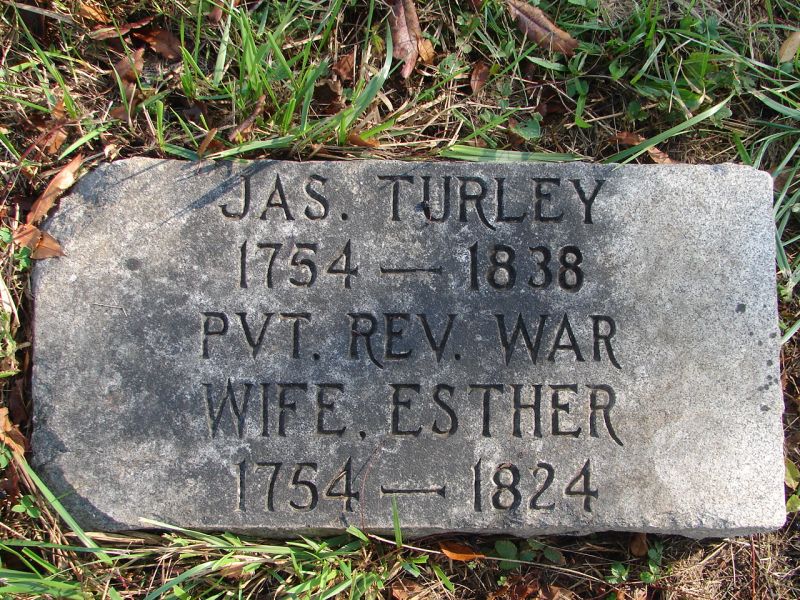 JAS. TURLEY
1754 — 1838
PVT. REV. WAR
WIFE, ESTHER
1754 — 1824